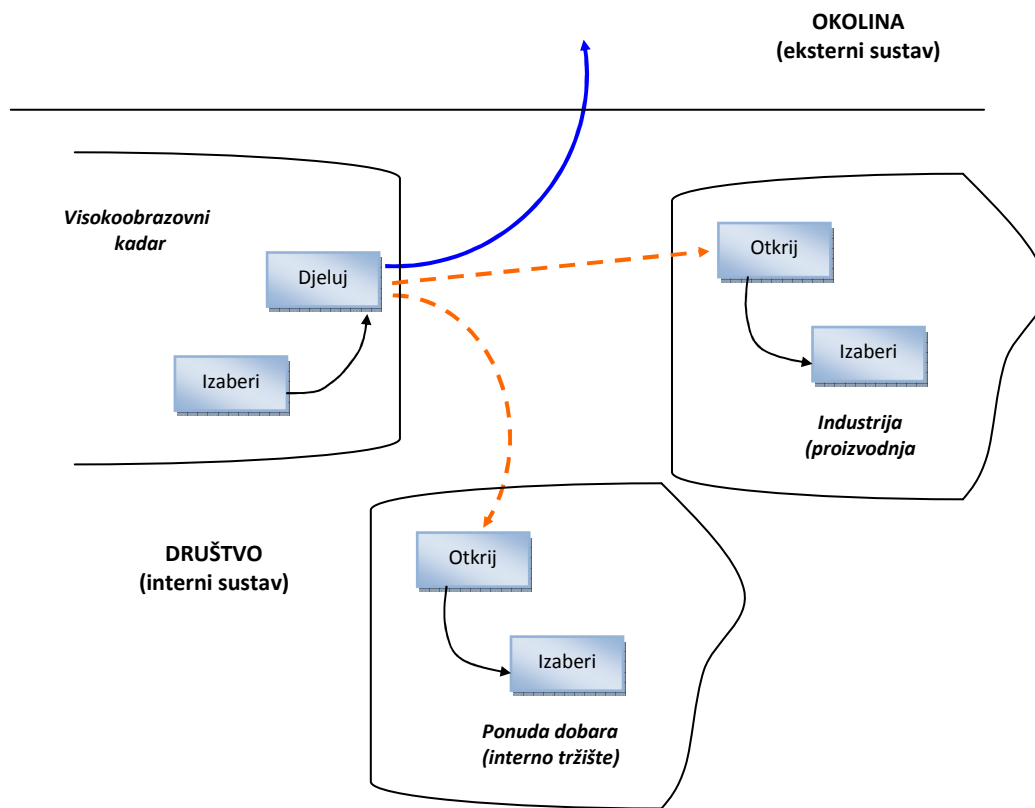 OKOLINA
(eksterni sustav)
Visokoobrazovni
kadar
Djeluj
Izaberi
Otkrij
Izaberi
Industrija
(proizvodnja
DRUŠTVO
(interni sustav)
Otkrij
Izaberi
Ponuda dobara
(interno tržište)